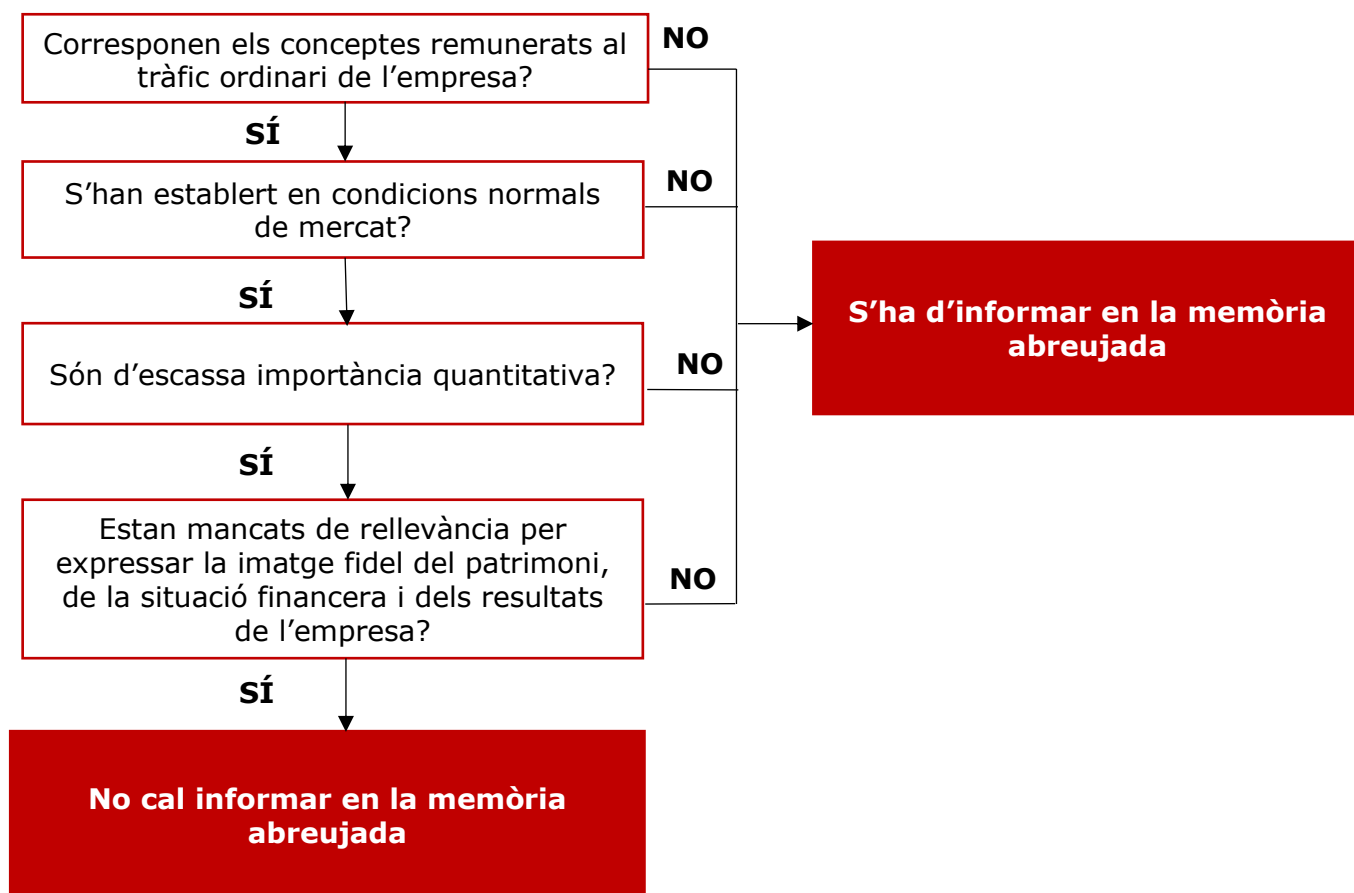 Corresponen els conceptes remunerats al
tràfic ordinari de l’empresa?
NO
SÍ
S’han establert en condicions normals
de mercat?
NO
SÍ
S’ha d’informar en la memòria
abreujada
Són d’escassa importància quantitativa?
NO
SÍ
Estan mancats de rellevància per
expressar la imatge fidel del patrimoni,
de la situació financera i dels resultats
de l’empresa?
NO
SÍ
No cal informar en la memòria
abreujada